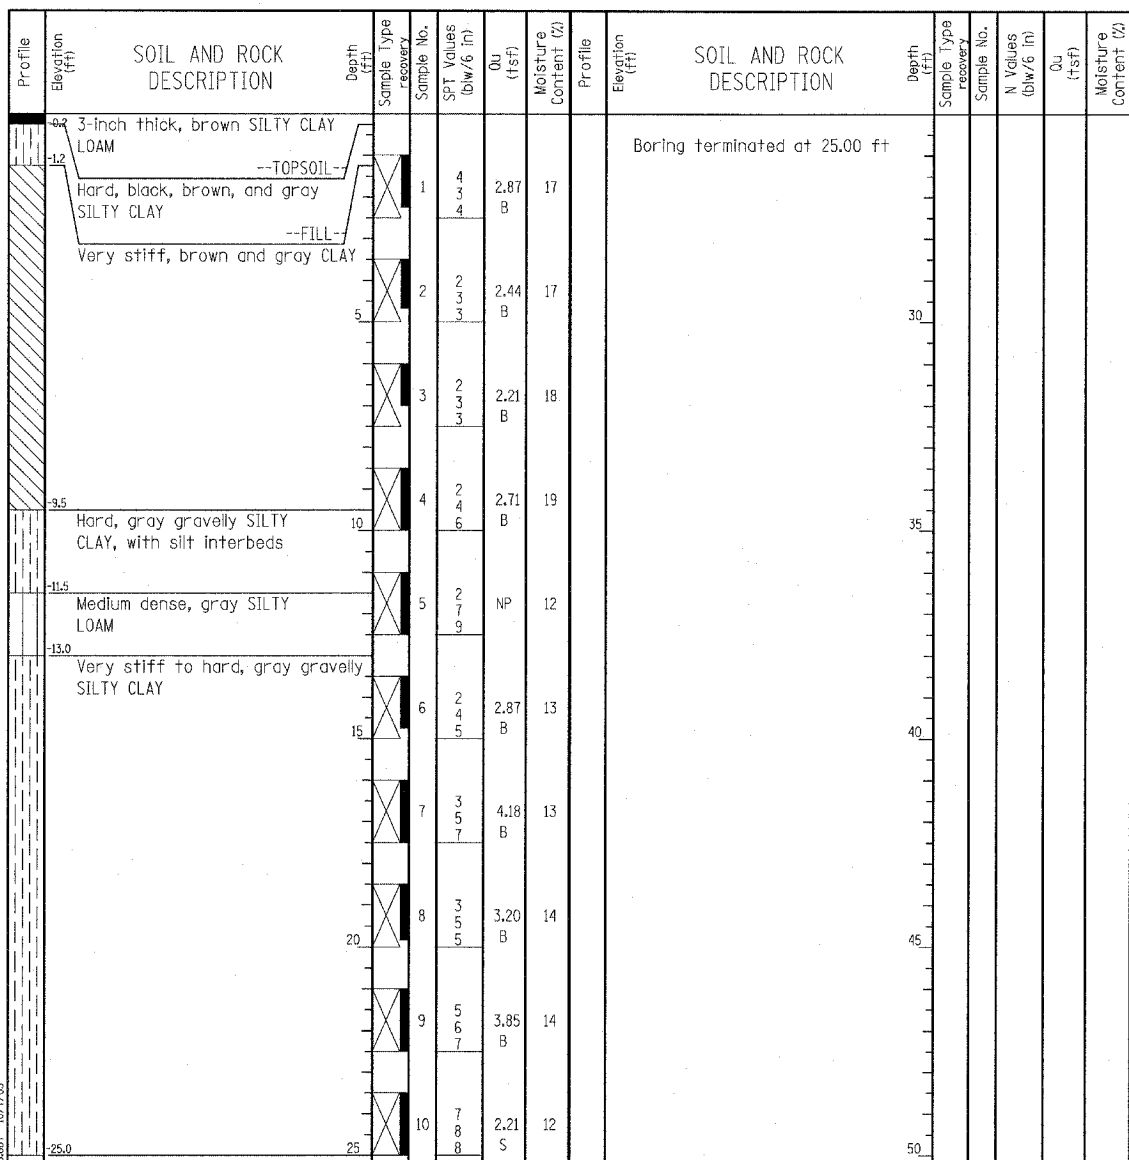 Profile
Elevation (ft)
SOIL AND ROCK
DESCRIPTION
Depth (ft)
Sample Type
recovery
Sample No.
SPT Values
(blw/6 in)
Qu
(tsf)
Moisture
Content (%)
Profile
Elevation (ft)
SOIL AND ROCK
DESCRIPTION
Depth (ft)
Sample Type
recovery
Sample No.
N Values
(blw/6 in)
Qu
(tsf)
Moisture
Content (%)
-0.2 3-inch thick, brown SILTY CLAY
LOAM
--TOPSOIL--
-1.2
Hard, black, brown, and gray
SILTY CLAY
--FILL--
Very stiff, brown and gray CLAY
1 4 3 4 2.87 B 17
2 2 3 3 2.44 B 17
5
3 2 3 3 2.21 B 18
4 2 4 6 2.71 B 19
-9.5
Hard, gray gravelly SILTY
CLAY, with silt interbeds
10
-11.5
5 2 7 9 NP 12
Medium dense, gray SILTY
LOAM
-13.0
Very stiff to hard, gray gravelly
SILTY CLAY
6 2 4 5 2.87 B 13
15
7 3 5 7 4.18 B 13
8 3 5 5 3.20 B 14
20
9 5 6 7 3.85 B 14
10 7 8 8 2.21 S 12
-25.0
25
Boring terminated at 25.00 ft
30
35
40
45
50